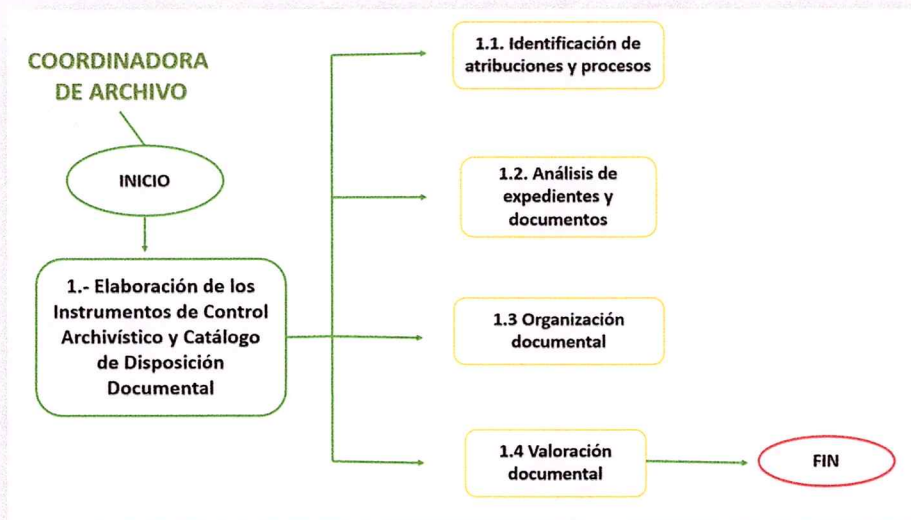 COORDINADORA
DE ARCHIVO
INICIO
1.- Elaboración de los
Instrumentos de Control
Archivístico y Catálogo
de Disposición
Documental
1.1. Identificación de
atribuciones y procesos
1.2. Análisis de
expedientes y
documentos
1.3 Organización
documental
1.4 Valoración
documental
FIN